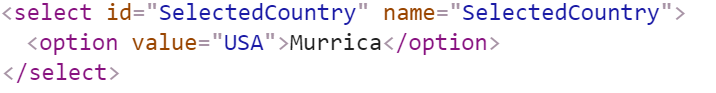 <select id="SelectedCountry" name="SelectedCountry">
<option value="USA">Murrica</option>
</select>